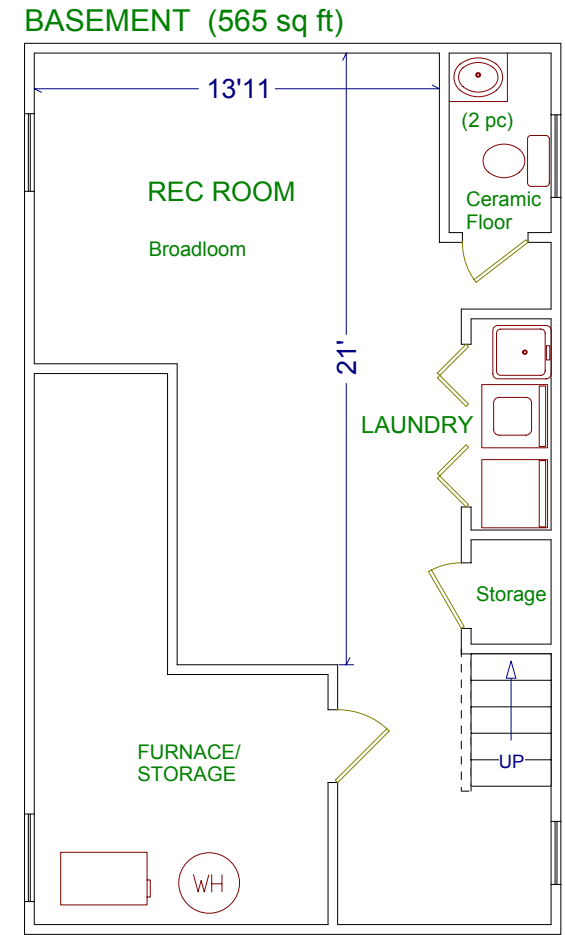 BASEMENT (565 sq ft)
13'11
(2 pc)
REC ROOM
Ceramic
Floor
Broadloom
21'
LAUNDRY
Storage
FURNACE/
STORAGE
UP
WH